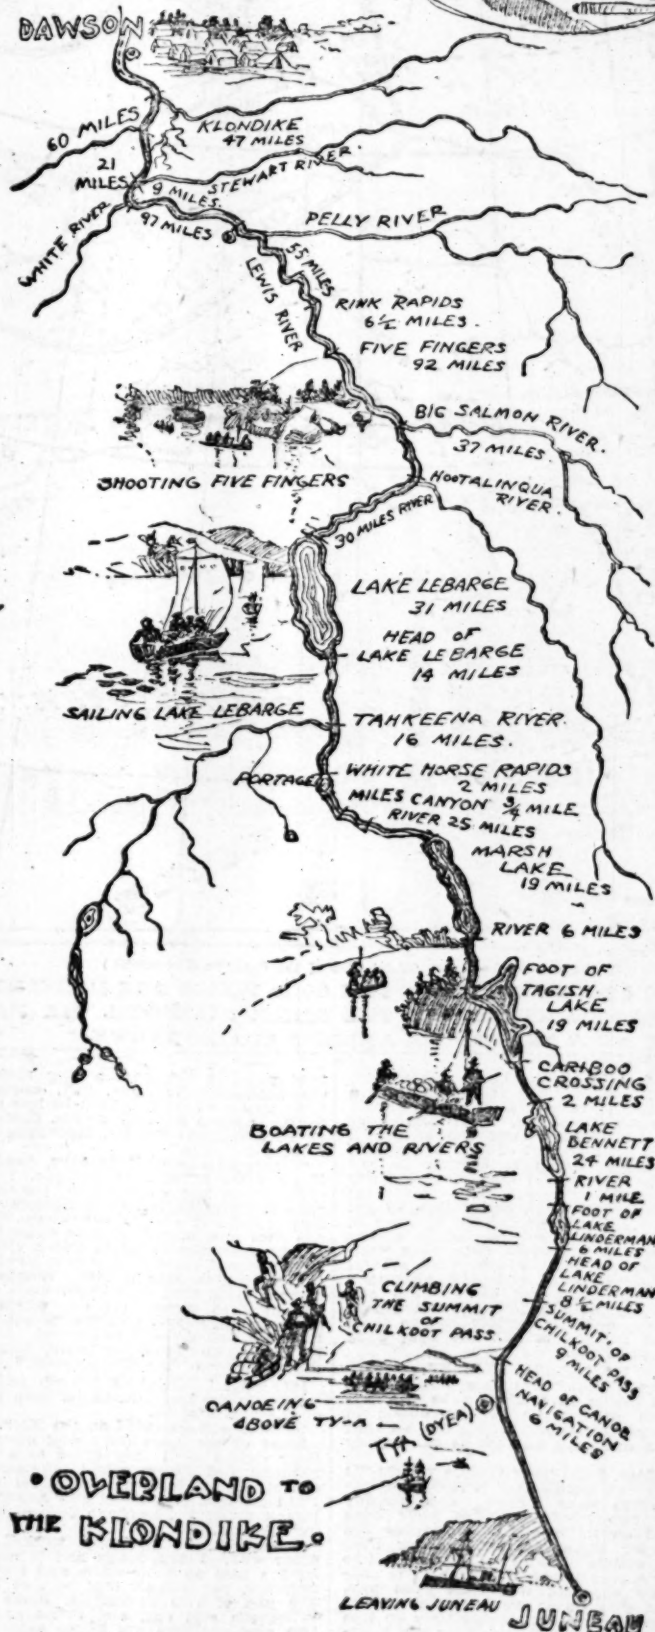 DAWSON
60 MILES
KLONDIKE
47 MILES
21
MILES
9 MILES
STEWART RIVER.
WHITE RIVER
97 MILES
PELLY RIVER
55 MILES
LEWIS RIVER
RINK RAPIDS
6 1/2 MILES.
FIVE FINGERS
92 MILES
BIG SALMON RIVER.
37 MILES.
SHOOTING FIVE FINGERS
HOOTALINQUA
RIVER.
30 MILES RIVER
LAKE LEBARGE
31 MILES
HEAD OF
LAKE LEBARGE
14 MILES
SAILING LAKE LEBARGE
TAHKEENA RIVER.
16 MILES.
PORTAGE
WHITE HORSE RAPIDS
2 MILES
MILES CANYON 3/4 MILE
RIVER 25 MILES
MARSH
LAKE
19 MILES
RIVER 6 MILES
FOOT OF
TAGISH
LAKE
19 MILES
CARIBOO
CROSSING
2 MILES
BOATING THE
LAKES AND RIVERS
LAKE
BENNETT
24 MILES
RIVER
1 MILE
FOOT OF
LAKE
LINDERMAN
6 MILES
HEAD OF
LAKE
LINDERMAN
8 1/2 MILES
CLIMBING
THE SUMMIT
OF
CHILKOOT PASS.
SUMMIT OF
CHILKOOT PASS
9 MILES
CANOEING
ABOVE TY-A
HEAD OF CANOE
NAVIGATION
6 MILES
TYA (DYEA)
• OVERLAND TO
THE KLONDIKE.
LEAVING JUNEAU
JUNEAU